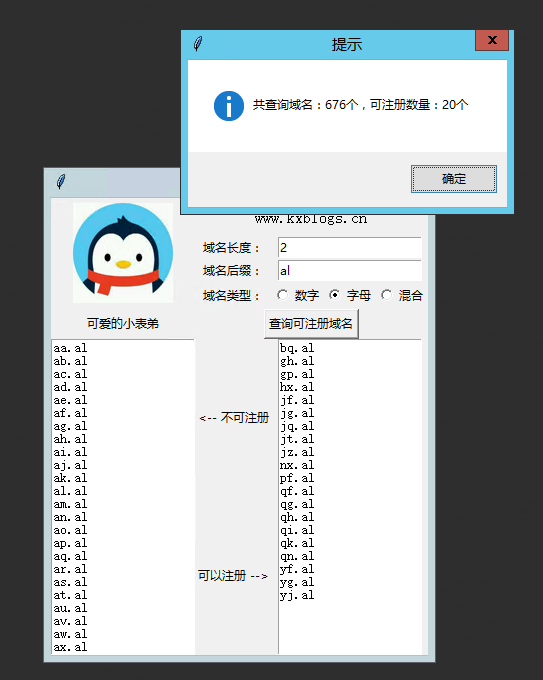 提示
共查询域名：676个，可注册数量：20个
确定
www.kxblogs.cn
域名长度： 2
域名后缀： al
域名类型： 数字 字母 混合
可爱的小表弟
查询可注册域名
aa.al
ab.al
ac.al
ad.al
ae.al
af.al
ag.al
ah.al
ai.al
aj.al
ak.al
al.al
am.al
an.al
ao.al
ap.al
aq.al
ar.al
as.al
at.al
au.al
av.al
aw.al
ax.al
<-- 不可注册
可以注册 -->
bq.al
gh.al
gp.al
hx.al
jf.al
jg.al
jq.al
jt.al
jz.al
nx.al
pf.al
qf.al
qg.al
qh.al
qi.al
qk.al
qn.al
yf.al
yg.al
yj.al